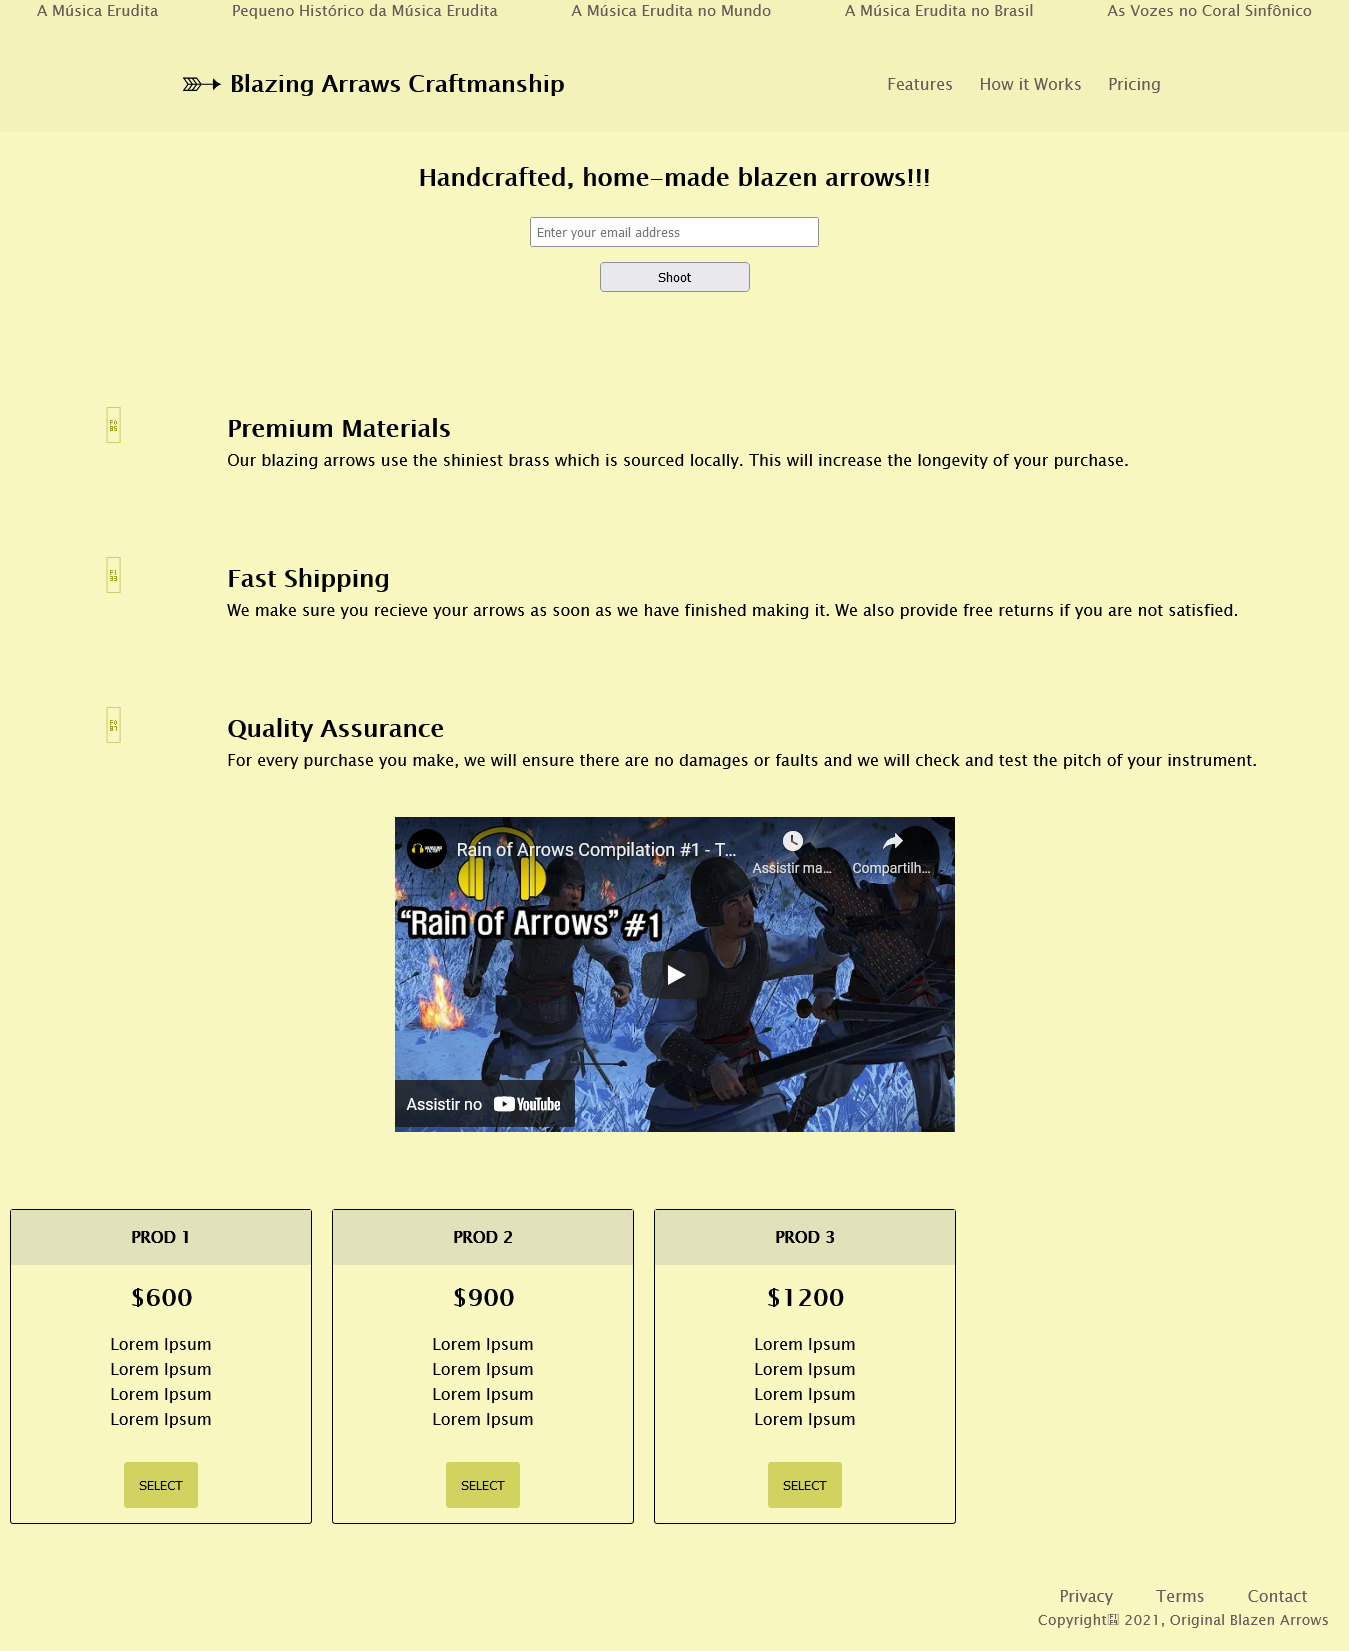 A Música Erudita Pequeno Histórico da Música Erudita A Música Erudita no Mundo A Música Erudita no Brasil As Vozes no Coral Sinfônico
Blazing Arraws Craftmanship Features How it Works Pricing
Handcrafted, home-made blazen arrows!!!
Enter your email address
Shoot
Premium Materials
Our blazing arrows use the shiniest brass which is sourced locally. This will increase the longevity of your purchase.
Fast Shipping
We make sure you recieve your arrows as soon as we have finished making it. We also provide free returns if you are not satisfied.
Quality Assurance
For every purchase you make, we will ensure there are no damages or faults and we will check and test the pitch of your instrument.
Rain of Arrows Compilation #1 - T...
Assistir ma... Compartilh...
"Rain of Arrows" #1
Assistir no YouTube
PROD 1
$600
Lorem Ipsum
Lorem Ipsum
Lorem Ipsum
Lorem Ipsum
SELECT
PROD 2
$900
Lorem Ipsum
Lorem Ipsum
Lorem Ipsum
Lorem Ipsum
SELECT
PROD 3
$1200
Lorem Ipsum
Lorem Ipsum
Lorem Ipsum
Lorem Ipsum
SELECT
Privacy Terms Contact
Copyright 2021, Original Blazen Arrows